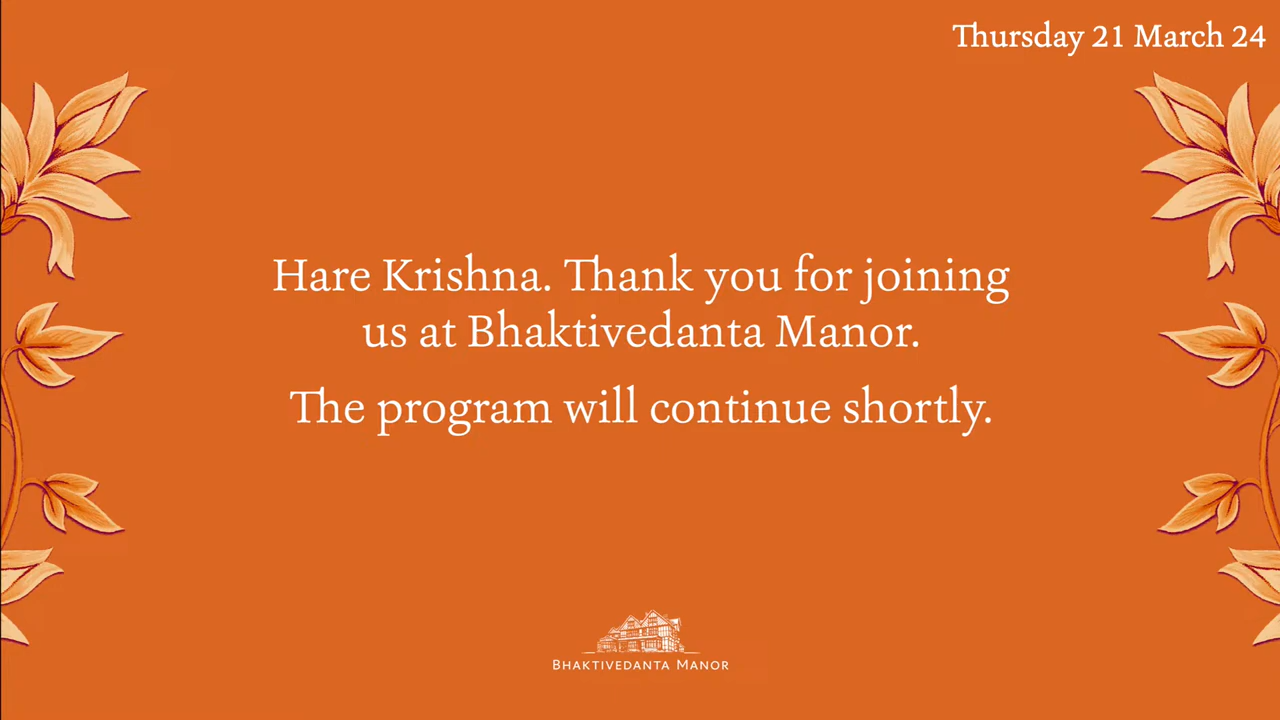 Thursday 21 March 24
Hare Krishna. Thank you for joining
us at Bhaktivedanta Manor.
The program will continue shortly.
BHAKTIVEDANTA MANOR